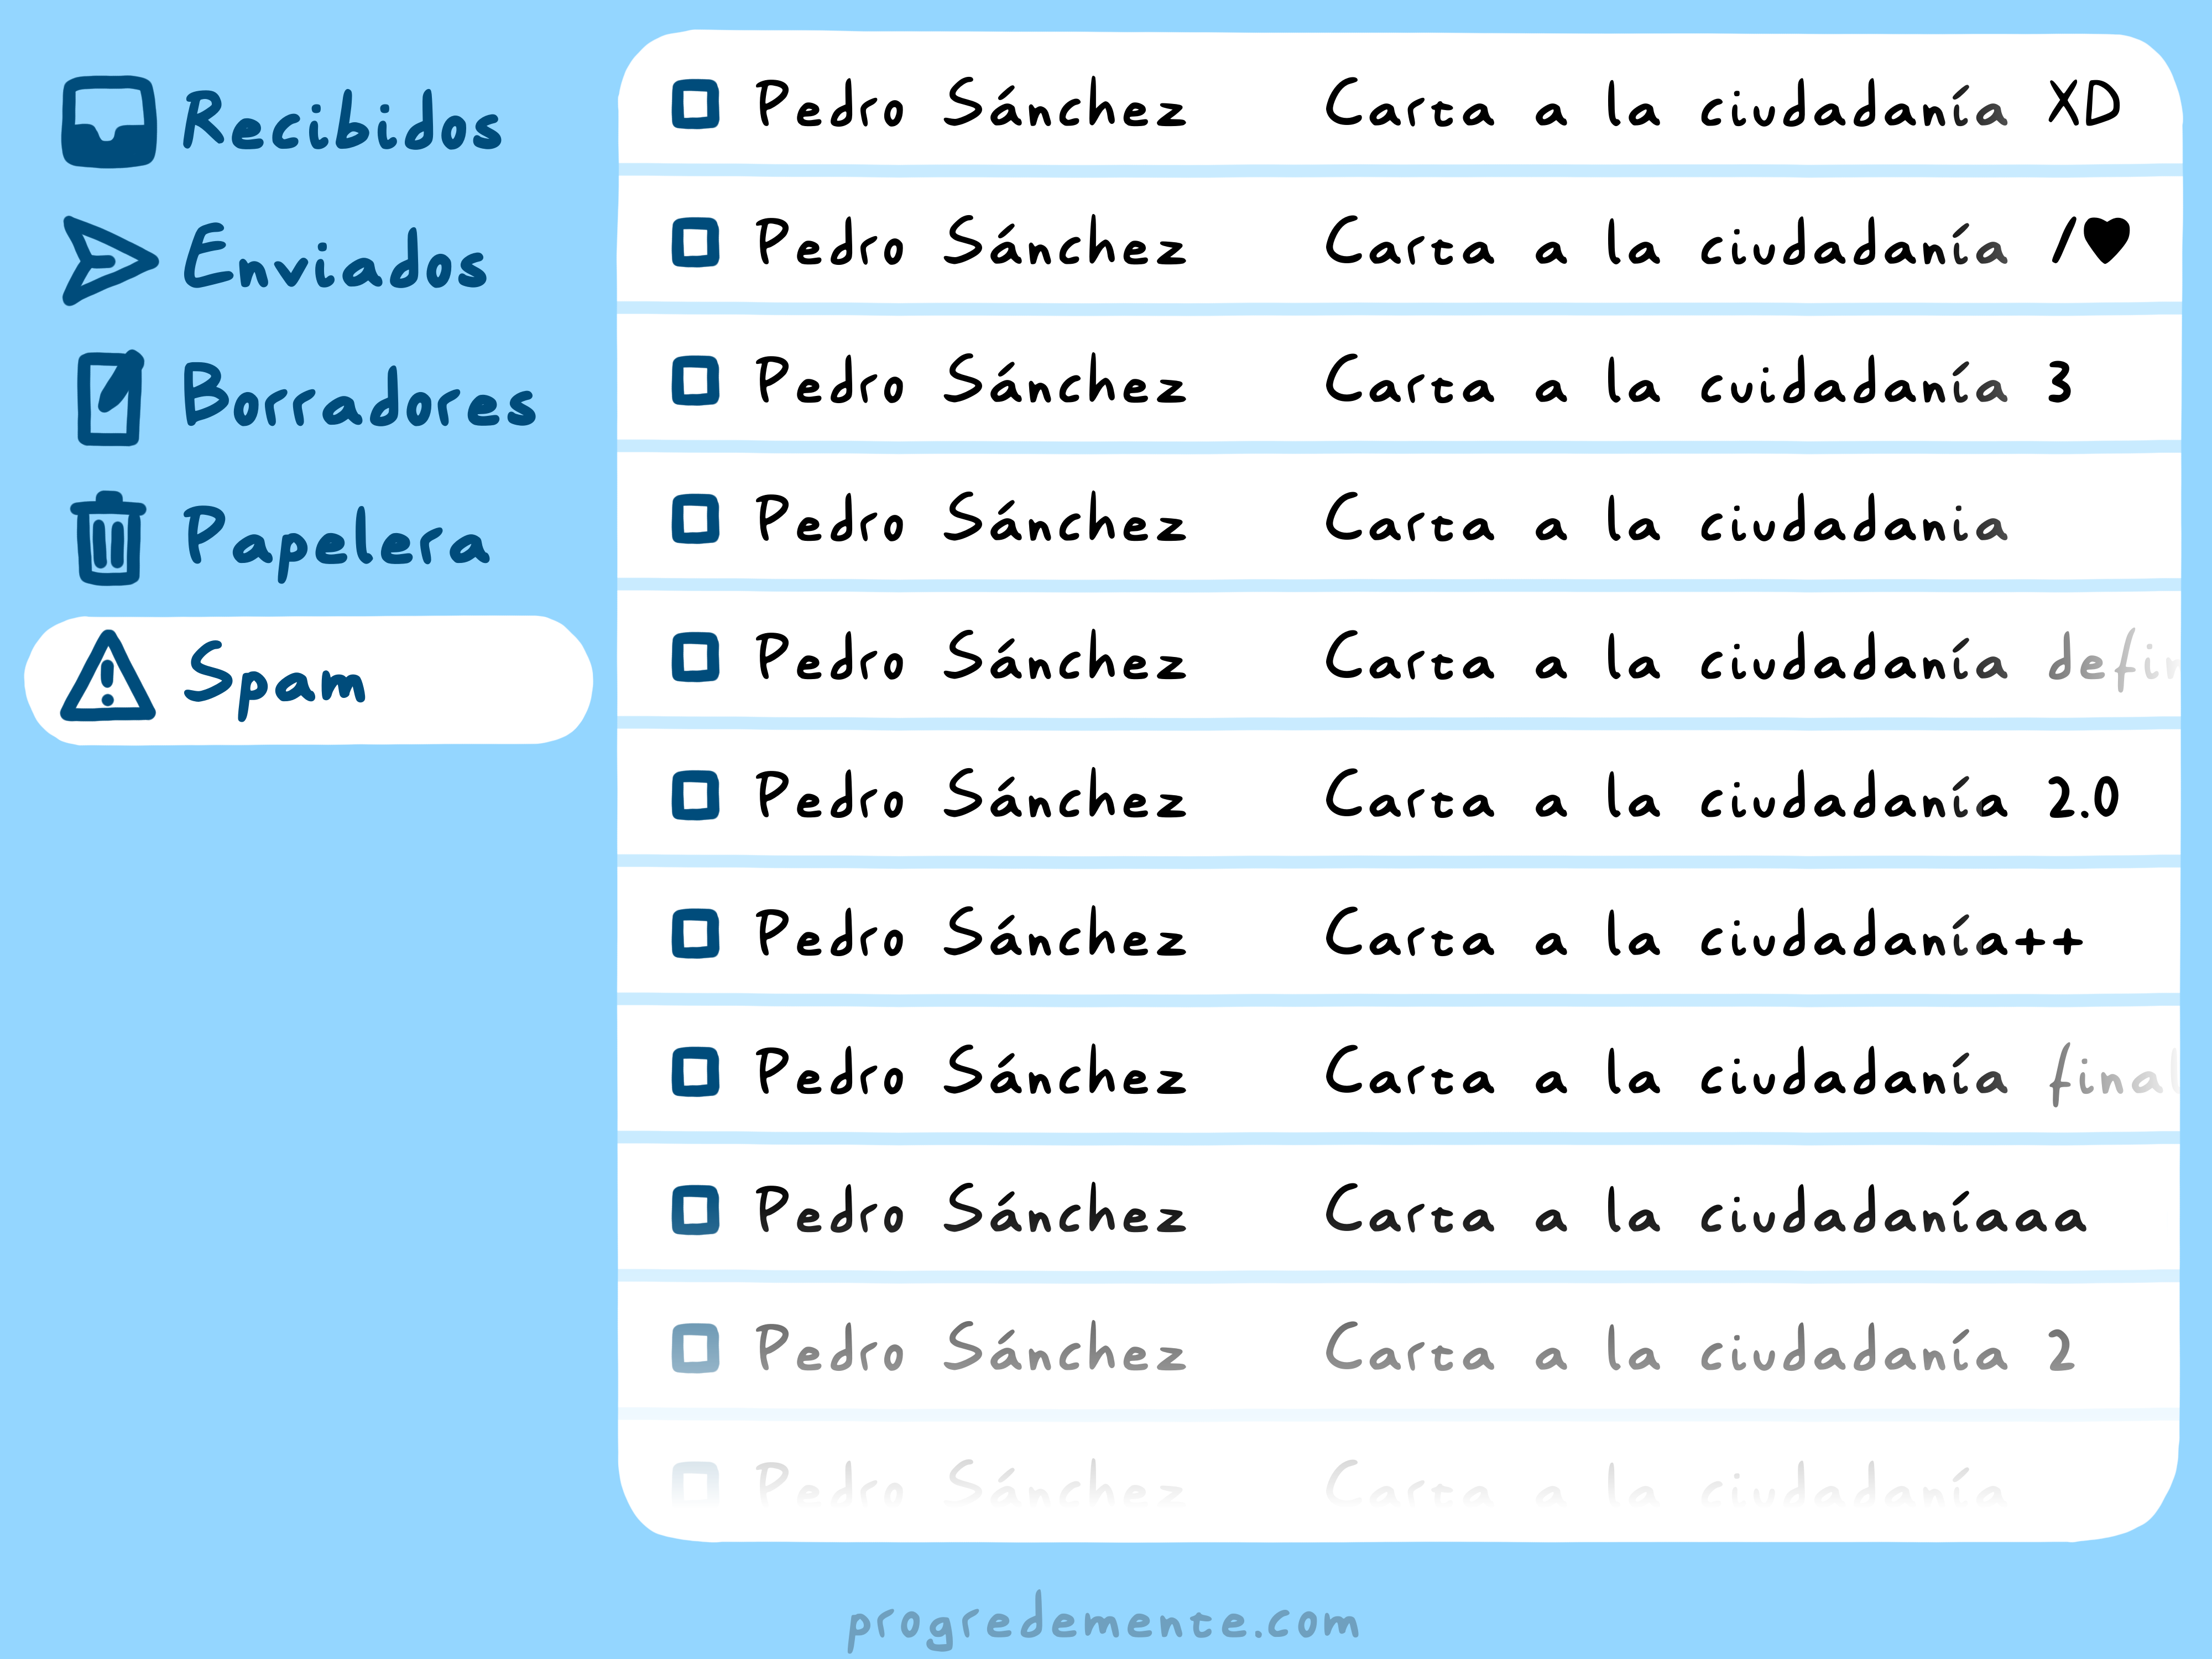 Recibidos
Enviados
Borradores
Papelera
Spam
Pedro Sánchez Carta a la ciudadanía XD
Pedro Sánchez Carta a la ciudadanía /♥
Pedro Sánchez Carta a la cuidadanía 3
Pedro Sánchez Carta a la ciudadania
Pedro Sánchez Carta a la ciudadanía defin
Pedro Sánchez Carta a la ciudadanía 2.0
Pedro Sánchez Carta a la ciudadanía++
Pedro Sánchez Carta a la ciudadanía final
Pedro Sánchez Carta a la ciudadaníaaa
Pedro Sánchez Carta a la ciudadanía 2
Pedro Sánchez Carta a la ciudadanía
progredemente.com